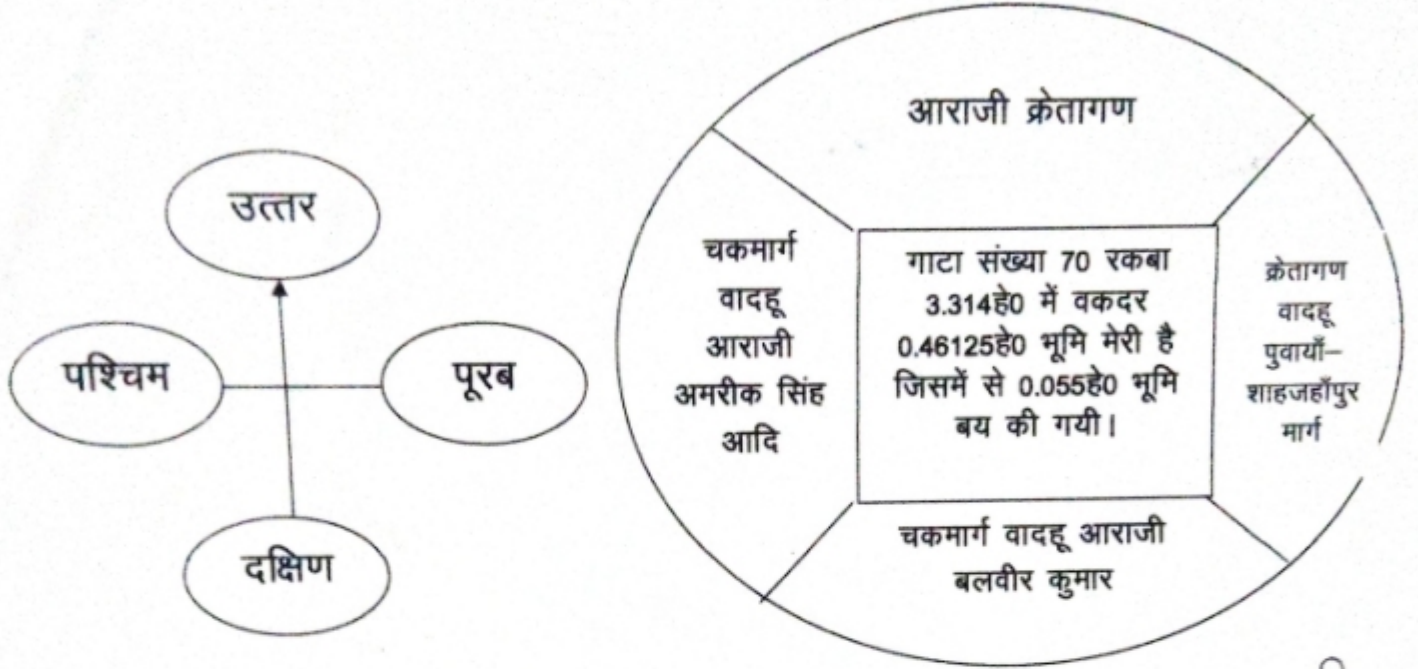 उत्तर
पश्चिम
पूरब
दक्षिण
आराजी क्रेतागण
चकमार्ग
वादहू
आराजी
अमरीक सिंह
आदि
गाटा संख्या 70 रकबा
3.314हे0 में वकदर
0.46125हे0 भूमि मेरी है
जिसमें से 0.055हे0 भूमि
बय की गयी।
क्रेतागण
वादहू
पुवायाँ–
शाहजहाँपुर
मार्ग
चकमार्ग वादहू आराजी
बलवीर कुमार